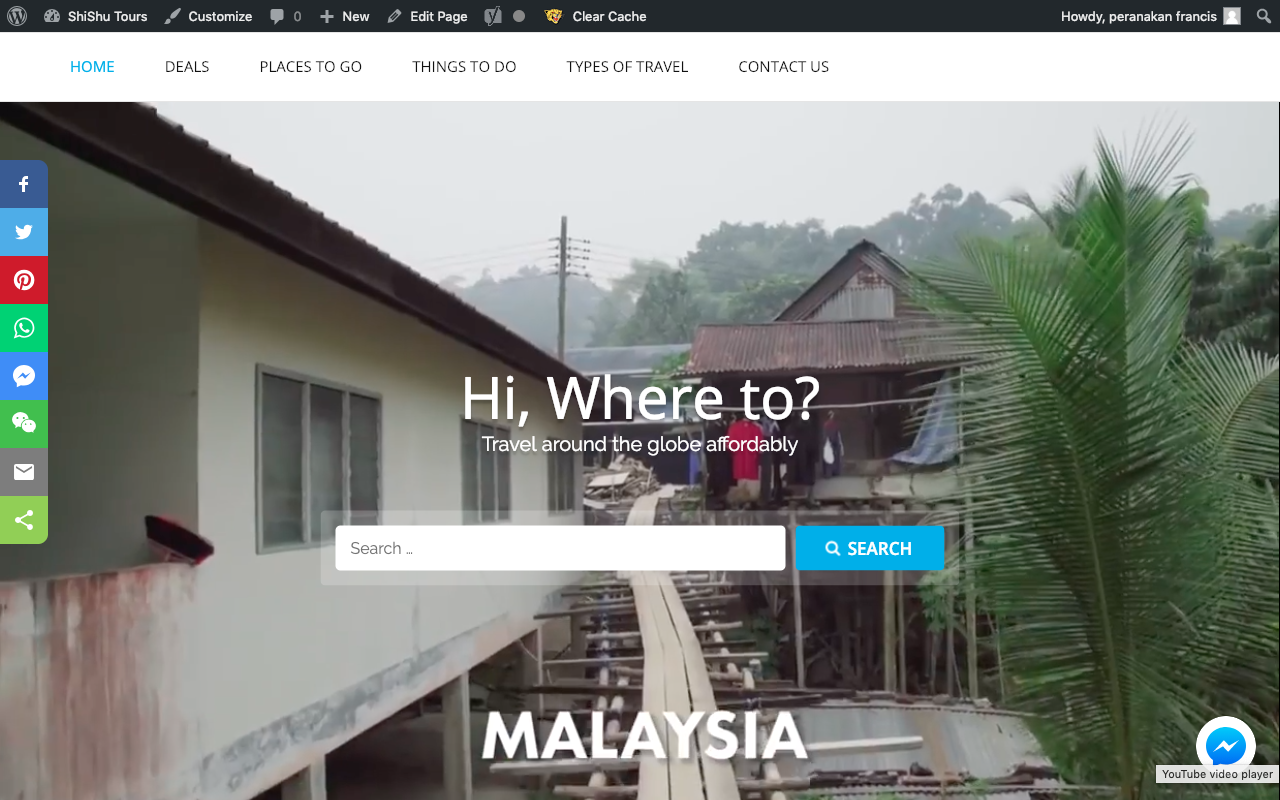 ShiShu Tours Customize 0 New Edit Page Clear Cache Howdy, peranakan francis
HOME DEALS PLACES TO GO THINGS TO DO TYPES OF TRAVEL CONTACT US
Hi, Where to?
Travel around the globe affordably
Search ...
SEARCH
MALAYSIA
YouTube video player